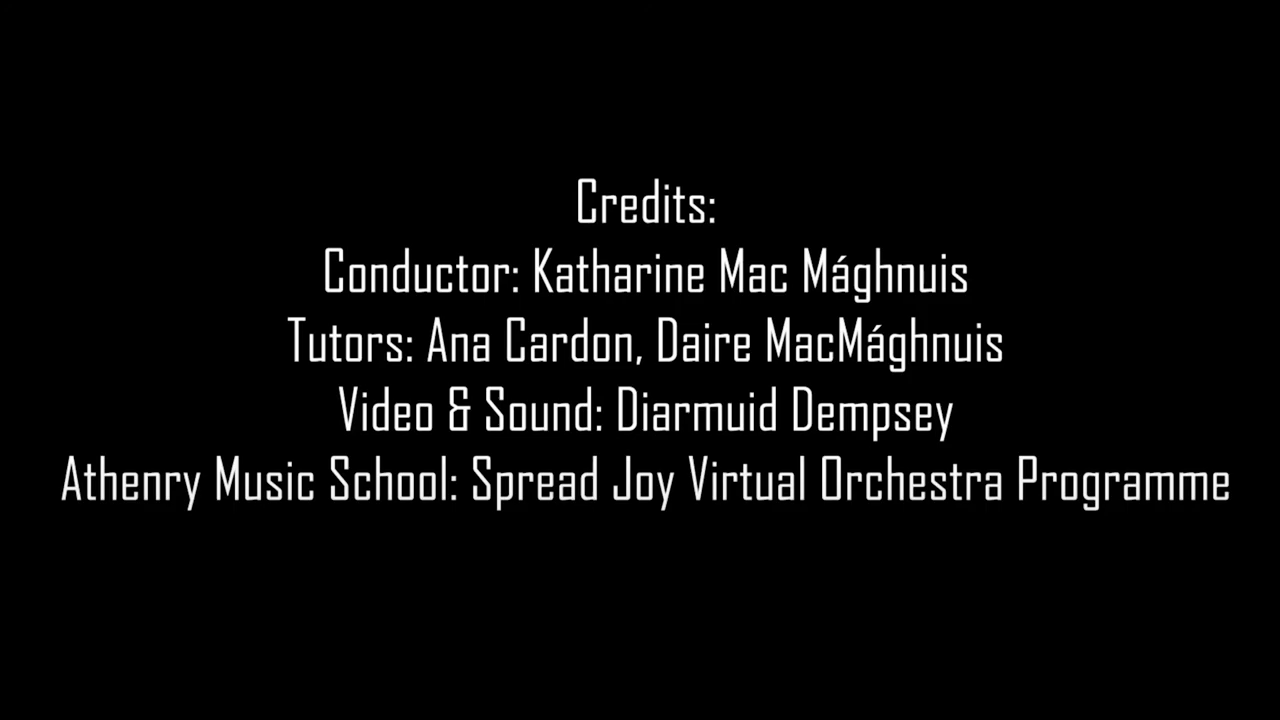 Credits:
Conductor: Katharine Mac Mághnuis
Tutors: Ana Cardon, Daire MacMághnuis
Video & Sound: Diarmuid Dempsey
Athenry Music School: Spread Joy Virtual Orchestra Programme